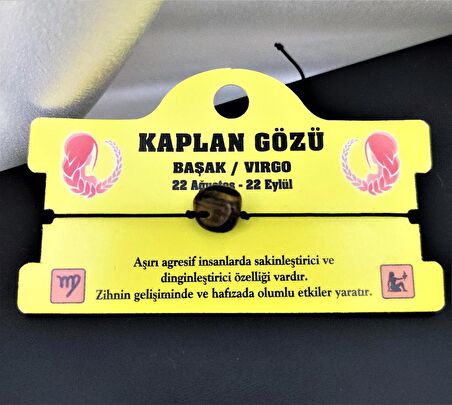 KAPLAN GÖZÜ
BAŞAK / VIRGO
22 Ağustos - 22 Eylül
Aşırı agresif insanlarda sakinleştirici ve
dinginleştirici özelliği vardır.
Zihnin gelişiminde ve hafızada olumlu etkiler yaratır.